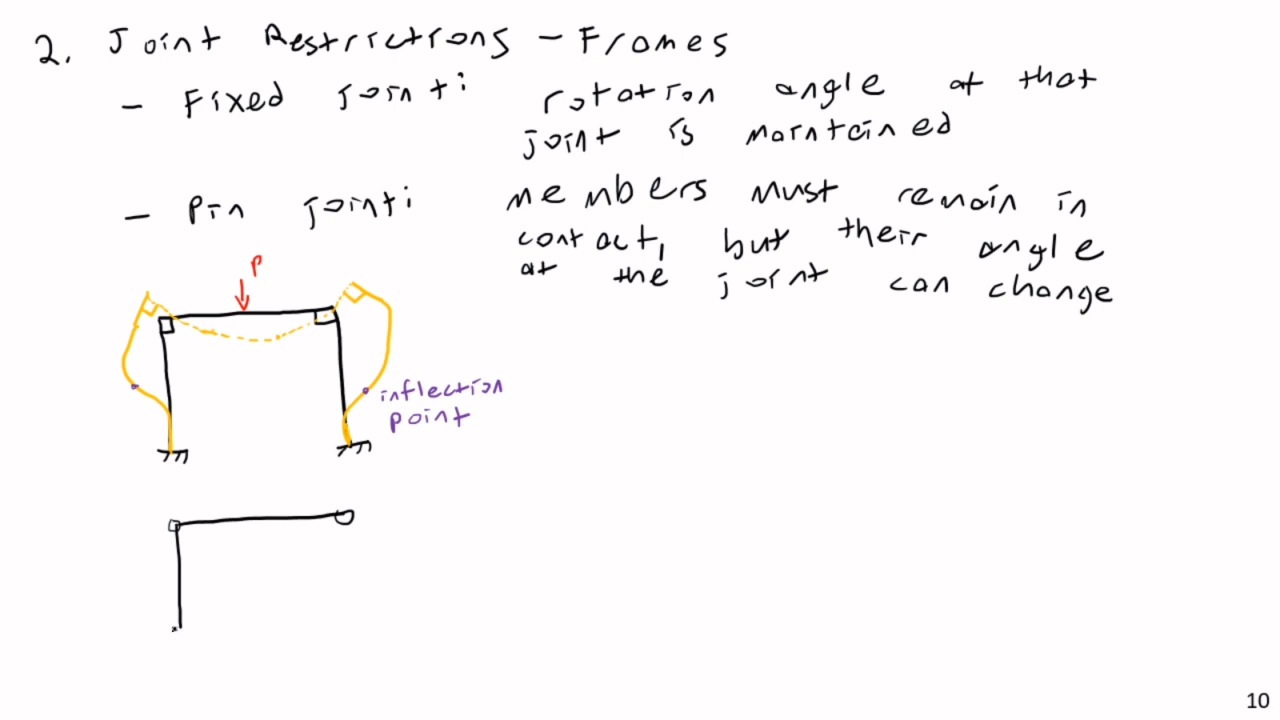 2. Joint Restrictions - Frames
- Fixed joint: rotation angle at that
joint is maintained
- Pin joint: members must remain in
contact, but their angle
at the joint can change
P
inflection
point
10